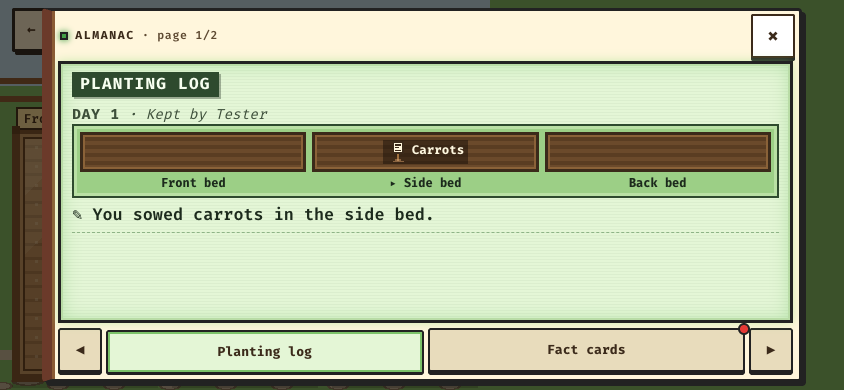 ←
ALMANAC · page 1/2
✖
Fro
PLANTING LOG
DAY 1 · Kept by Tester
Carrots
Front bed
▸ Side bed
Back bed
✎ You sowed carrots in the side bed.
◀
Planting log
Fact cards
▶